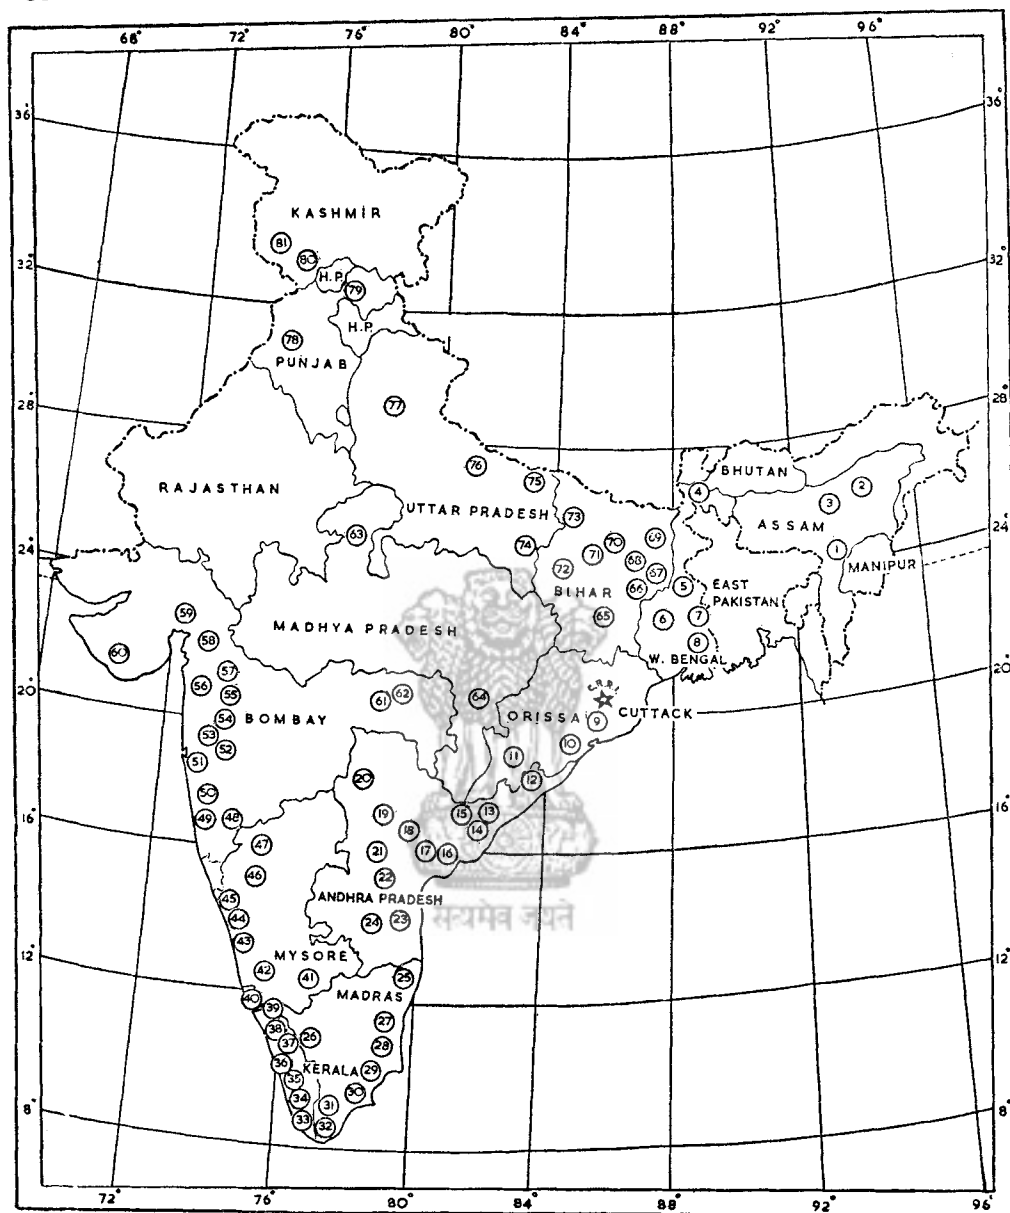 68° 72° 76° 80° 84° 88° 92° 96°
36° 36°
KASHMIR
81
80
32° H.P. 32°
79
H.P.
78
PUNJAB
28° 77 28°
76
75 BHUTAN
4 2
RAJASTHAN 3
UTTAR PRADESH 73 ASSAM
63 74 70 69 24°
24° 71 68 1
72 67 MANIPUR
BIHAR 66 5 EAST
PAKISTAN
59 65 6 7
MADHYA PRADESH
58 8
60 W. BENGAL
57 20°
20° 56 55 61 62 64 C.R.R.I.
54 BOMBAY ORISSA CUTTACK
9
53 52 10
51 11
20 12
50
16° 49 48 19 15 13 16°
18 14
47 21 17 16
46 22
ANDHRA PRADESH
45 24 23 सत्यमेव जयते
44
43
12° MYSORE 12°
42 41 25
MADRAS
40 39
38 26 27
37 28
36 KERALA 29
35
34 30
8° 31 8°
33 32
72° 76° 80° 84° 88° 92° 96°